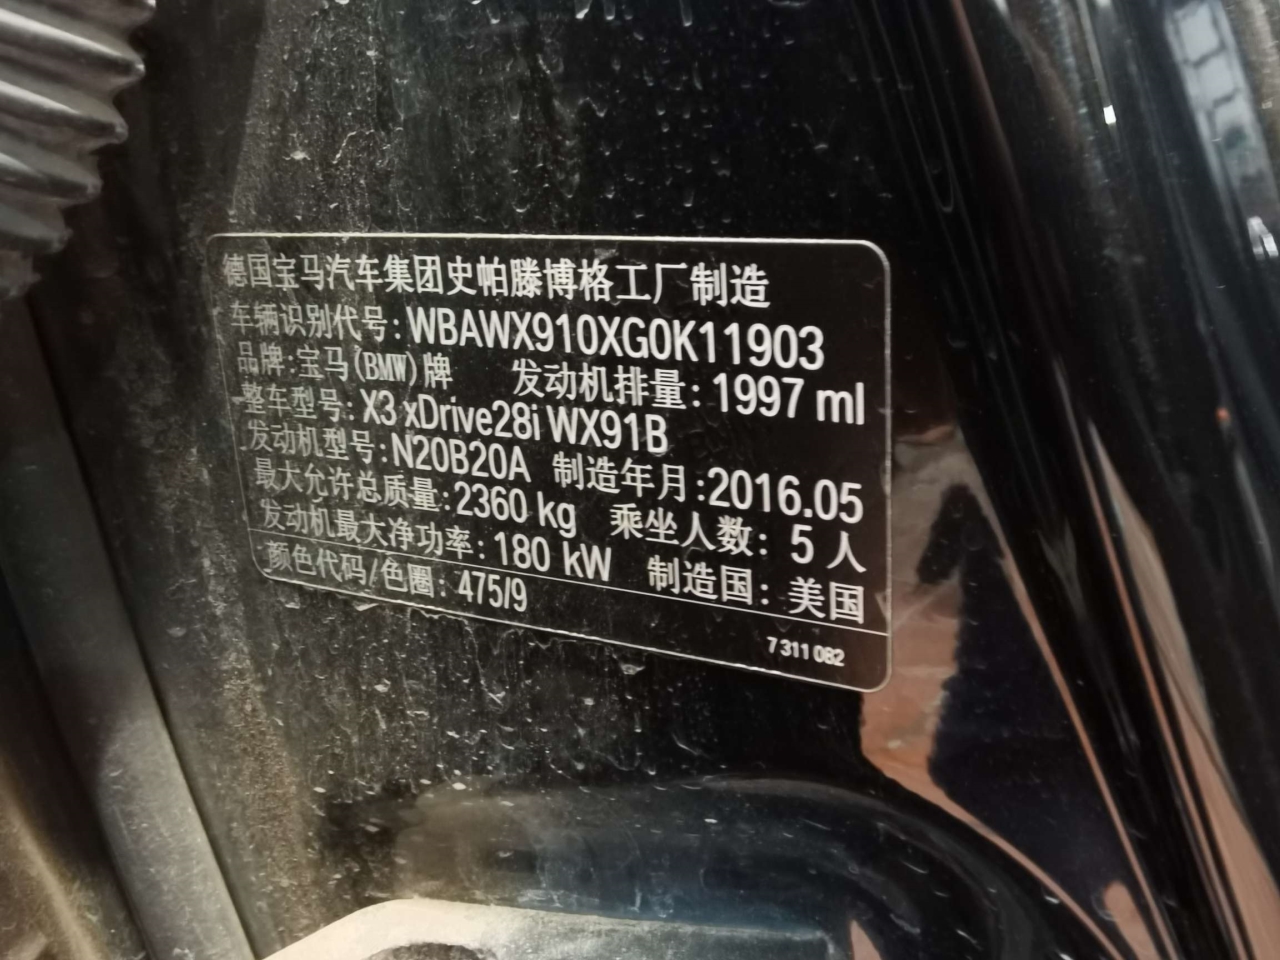 德国宝马汽车集团史帕滕博格工厂制造
车辆识别代号:WBAWX910XG0K11903
品牌:宝马(BMW)牌 发动机排量:1997 ml
整车型号:X3 xDrive28i WX91B
发动机型号:N20B20A 制造年月:2016.05
最大允许总质量:2360 kg 乘坐人数:5人
发动机最大净功率:180 kW 制造国:美国
颜色代码/色圈:475/9
7 311 082